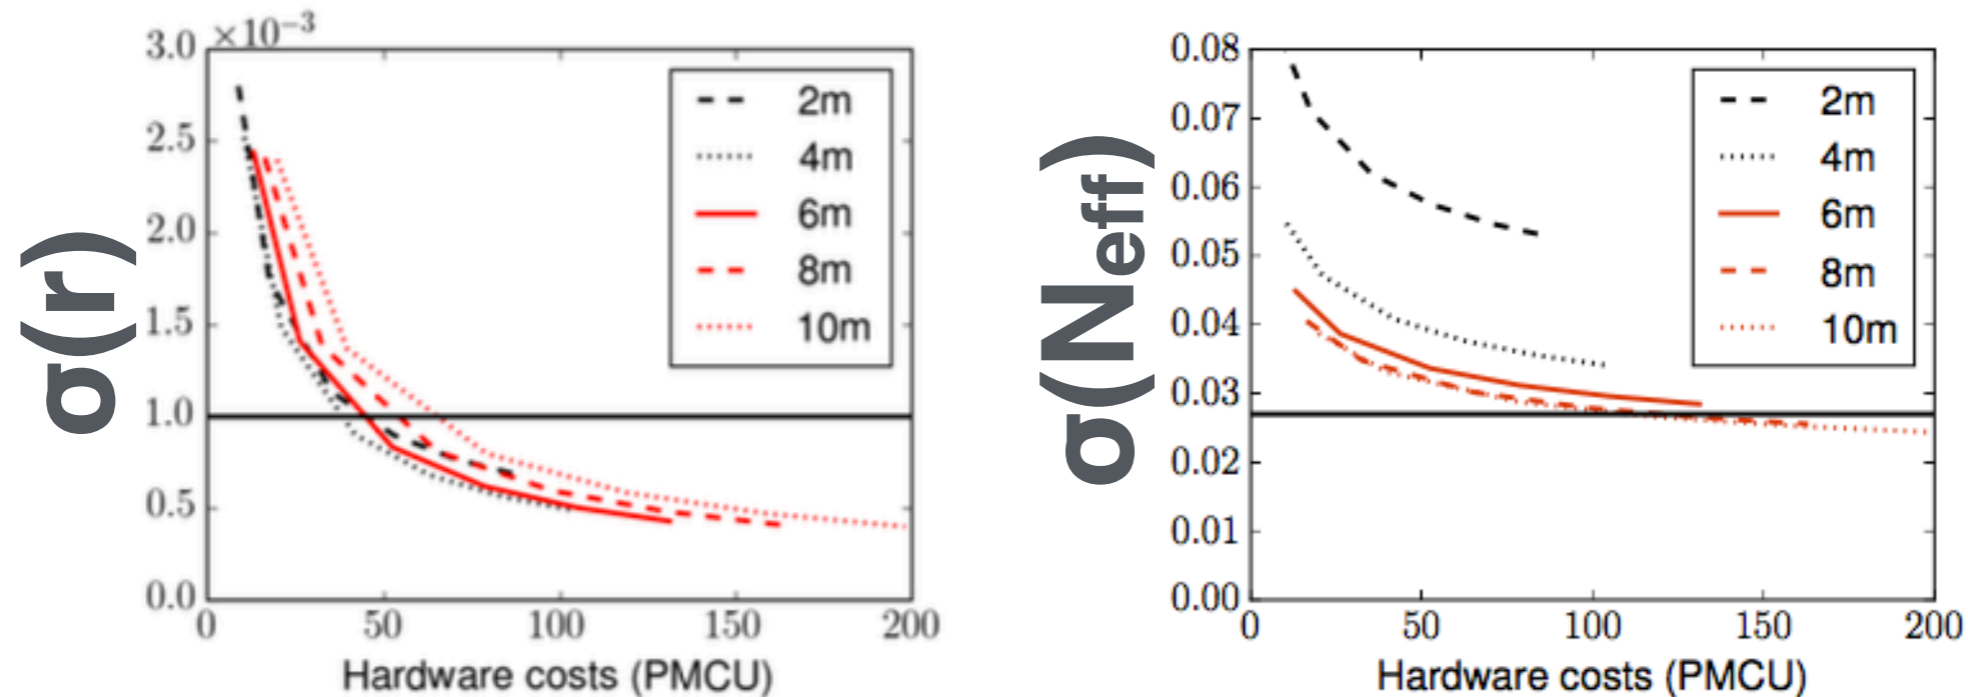 ×10⁻³
3.0
2.5
2.0
1.5
1.0
0.5
0.0
0 50 100 150 200
σ(r)
Hardware costs (PMCU)
2m
4m
6m
8m
10m
0.08
0.07
0.06
0.05
0.04
0.03
0.02
0.01
0.00
0 50 100 150 200
σ(Neff)
Hardware costs (PMCU)
2m
4m
6m
8m
10m